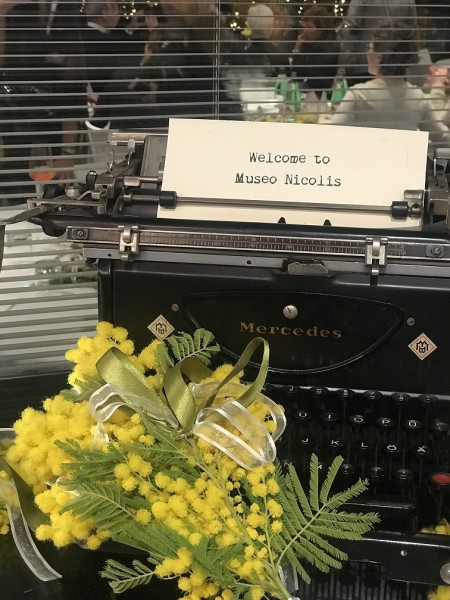 Welcome to
Museo Nicolis
Mercedes
I O P
J K L Ö